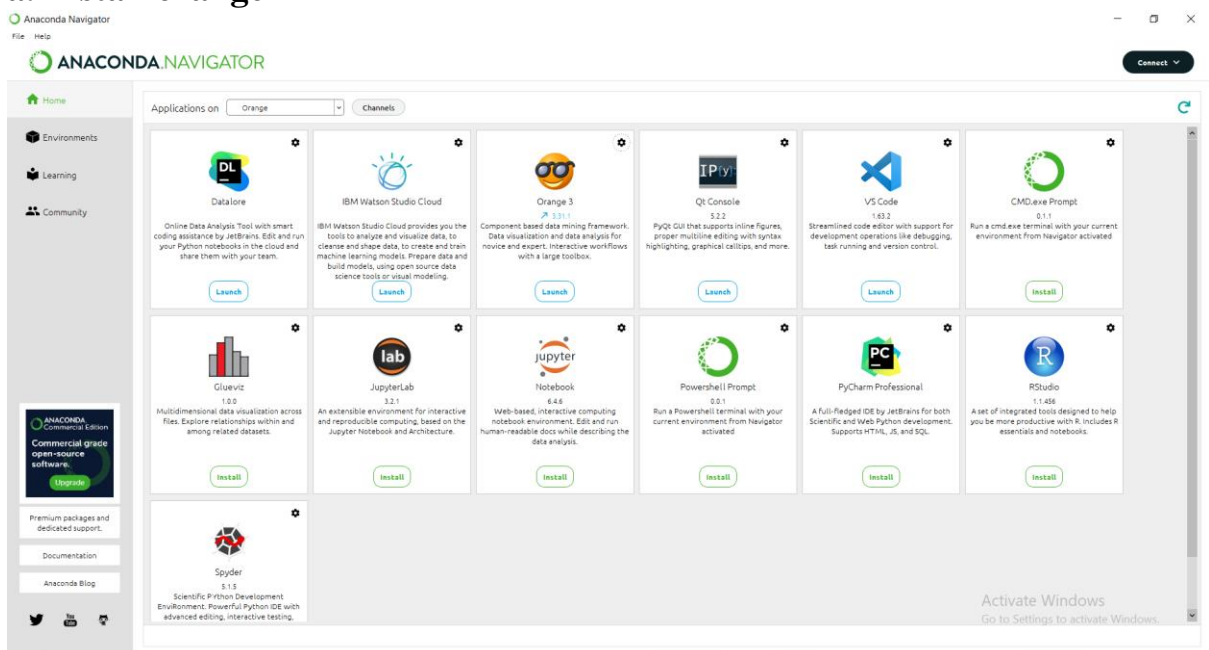 Anaconda Navigator
File Help
ANACONDA.NAVIGATOR
Connect
Home
Environments
Learning
Community
Applications on Orange Channels
DL
Datalore
Online Data Analysis Tool with smart
coding assistance by JetBrains. Edit and run
your Python notebooks in the cloud and
share them with your team.
Launch
IBM Watson Studio Cloud
IBM Watson Studio Cloud provides you the
tools to analyze and visualize data, to
cleanse and shape data, to create and train
machine learning models. Prepare data and
build models, using open source data
science tools or visual modeling.
Launch
Orange 3
3.31.1
Component based data mining framework.
Data visualization and data analysis for
novice and expert. Interactive workflows
with a large toolbox.
Launch
IP[y]:
Qt Console
5.2.2
PyQt GUI that supports inline figures,
proper multiline editing with syntax
highlighting, graphical calltips, and more.
Launch
VS Code
1.63.2
Streamlined code editor with support for
development operations like debugging,
task running and version control.
Launch
CMD.exe Prompt
0.1.1
Run a cmd.exe terminal with your current
environment from Navigator activated
Install
Glueviz
1.0.0
Multidimensional data visualization across
files. Explore relationships within and
among related datasets.
Install
lab
JupyterLab
3.2.1
An extensible environment for interactive
and reproducible computing, based on the
Jupyter Notebook and Architecture.
Install
jupyter
Notebook
6.4.6
Web-based, interactive computing
notebook environment. Edit and run
human-readable docs while describing the
data analysis.
Install
Powershell Prompt
0.0.1
Run a Powershell terminal with your
current environment from Navigator
activated
Install
PC
PyCharm Professional
A full-fledged IDE by JetBrains for both
Scientific and Web Python development.
Supports HTML, JS, and SQL.
Install
R
RStudio
1.1.456
A set of integrated tools designed to help
you be more productive with R. Includes R
essentials and notebooks.
Install
Spyder
5.1.5
Scientific PYthon Development
EnviRonment. Powerful Python IDE with
advanced editing, interactive testing,
ANACONDA.
Commercial Edition
Commercial grade
open-source
software.
Upgrade
Premium packages and
dedicated support.
Documentation
Anaconda Blog
You
Tube
Activate Windows
Go to Settings to activate Windows.